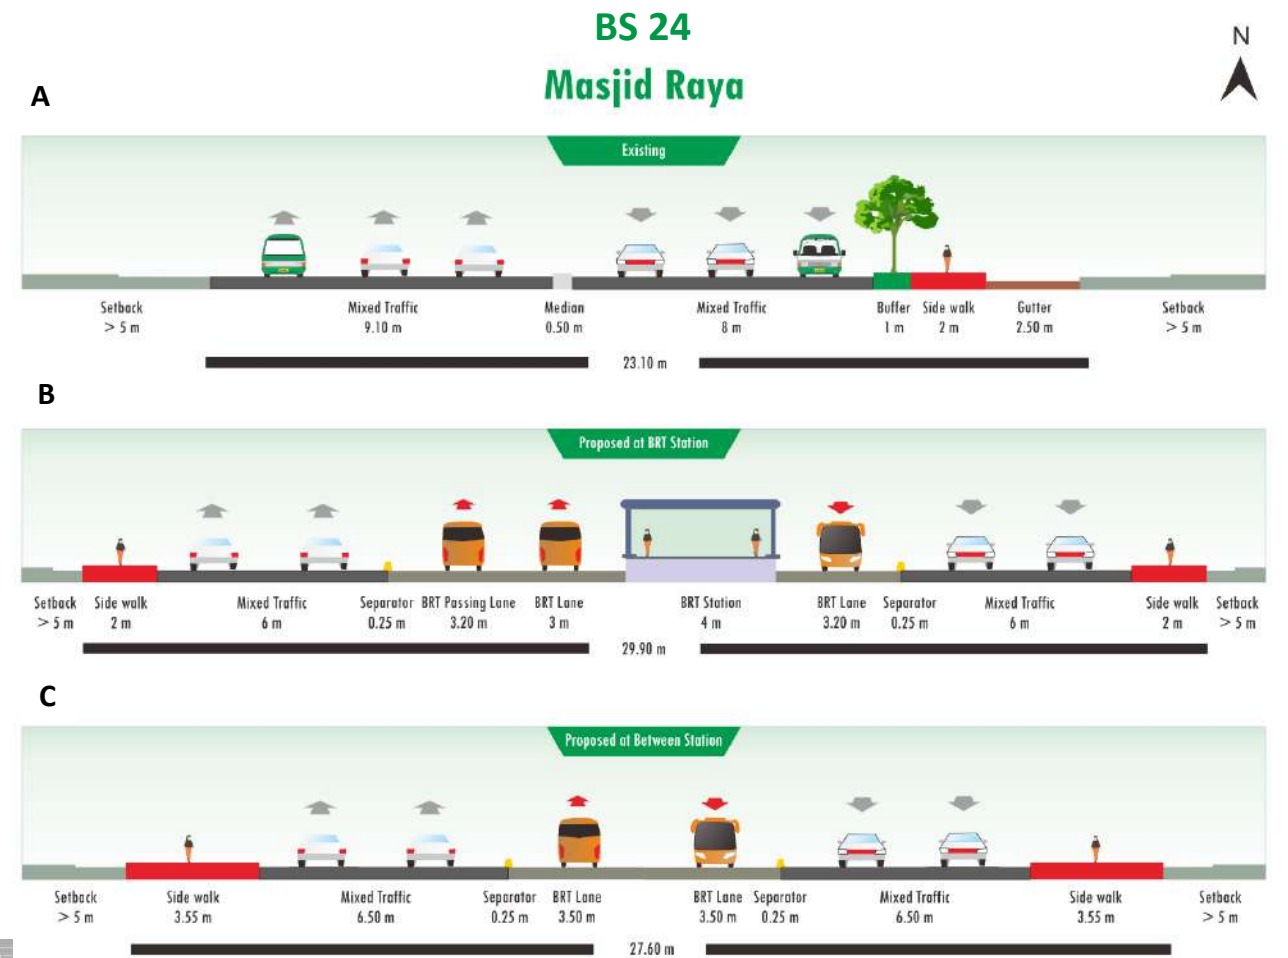 BS 24
Masjid Raya
N
A
Existing
Setback Mixed Traffic Median Mixed Traffic Buffer Side walk Gutter Setback
> 5 m 9.10 m 0.50 m 8 m 1 m 2 m 2.50 m > 5 m
23.10 m
B
Proposed at BRT Station
Setback Side walk Mixed Traffic Separator BRT Passing Lane BRT Lane BRT Station BRT Lane Separator Mixed Traffic Side walk Setback
> 5 m 2 m 6 m 0.25 m 3.20 m 3 m 4 m 3.20 m 0.25 m 6 m 2 m > 5 m
29.90 m
C
Proposed at Between Station
Setback Side walk Mixed Traffic Separator BRT Lane BRT Lane Separator Mixed Traffic Side walk Setback
> 5 m 3.55 m 6.50 m 0.25 m 3.50 m 3.50 m 0.25 m 6.50 m 3.55 m > 5 m
27.60 m